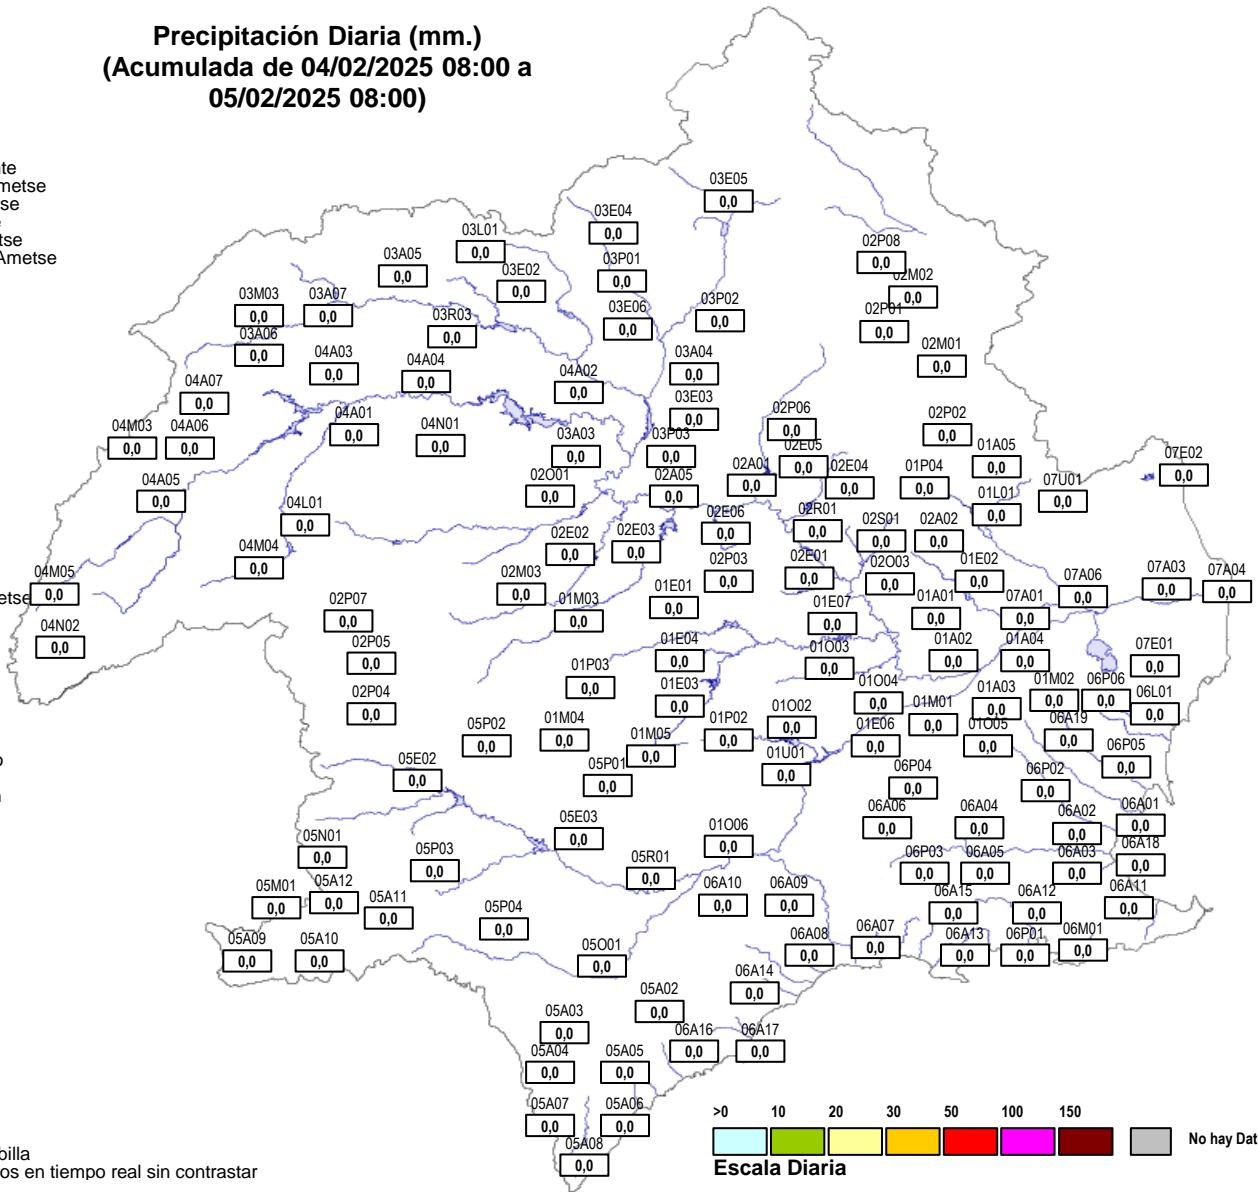 Precipitación Diaria (mm.)
(Acumulada de 04/02/2025 08:00 a
05/02/2025 08:00)
03E05
0,0
03E04
0,0
03L01
0,0
03A05
0,0
03E02
0,0
03P01
0,0
02P08
0,0
02M02
0,0
03M03
0,0
03A07
0,0
03R03
0,0
03E06
0,0
03P02
0,0
02P01
0,0
03A06
0,0
04A03
0,0
04A04
0,0
04A02
0,0
03A04
0,0
02M01
0,0
04A07
0,0
04A01
0,0
04N01
0,0
03E03
0,0
02P06
0,0
02P02
0,0
04M03
0,0
04A06
0,0
03A03
0,0
03P03
0,0
02E05
0,0
01A05
0,0
07E02
0,0
04A05
0,0
02O01
0,0
02A05
0,0
02A01
0,0
02E04
0,0
01P04
0,0
07U01
0,0
04L01
0,0
01L01
0,0
02E06
0,0
02R01
0,0
02S01
0,0
02A02
0,0
02E02
0,0
02E03
0,0
04M04
0,0
04M05
0,0
02M03
0,0
02P03
0,0
02E01
0,0
02O03
0,0
01E02
0,0
07A06
0,0
07A03
0,0
07A04
0,0
etse
02P07
0,0
01M03
0,0
01E01
0,0
01E07
0,0
01A01
0,0
07A01
0,0
04N02
0,0
02P05
0,0
01E04
0,0
01O03
0,0
01A02
0,0
01A04
0,0
07E01
0,0
01P03
0,0
02P04
0,0
01E03
0,0
01O04
0,0
01M02
0,0
06P06
0,0
06L01
0,0
05P02
0,0
01M04
0,0
01P02
0,0
01O02
0,0
01M01
0,0
01A03
0,0
06A19
0,0
01M05
0,0
01E06
0,0
01O05
0,0
06P05
0,0
05E02
0,0
05P01
0,0
01U01
0,0
06P04
0,0
06P02
0,0
05E03
0,0
01O06
0,0
06A06
0,0
06A04
0,0
06A02
0,0
06A01
0,0
05N01
0,0
05P03
0,0
05R01
0,0
06P03
0,0
06A05
0,0
06A03
0,0
06A18
0,0
05M01
0,0
05A12
0,0
05A11
0,0
06A10
0,0
06A09
0,0
06A15
0,0
06A12
0,0
06A11
0,0
05P04
0,0
05A09
0,0
05A10
0,0
05O01
0,0
06A08
0,0
06A07
0,0
06A13
0,0
06P01
0,0
06M01
0,0
06A14
0,0
05A02
0,0
05A03
0,0
06A16
0,0
06A17
0,0
05A04
0,0
05A05
0,0
05A07
0,0
05A06
0,0
05A08
0,0
>0 10 20 30 50 100 150
No hay Dat
Escala Diaria
billa
os en tiempo real sin contrastar